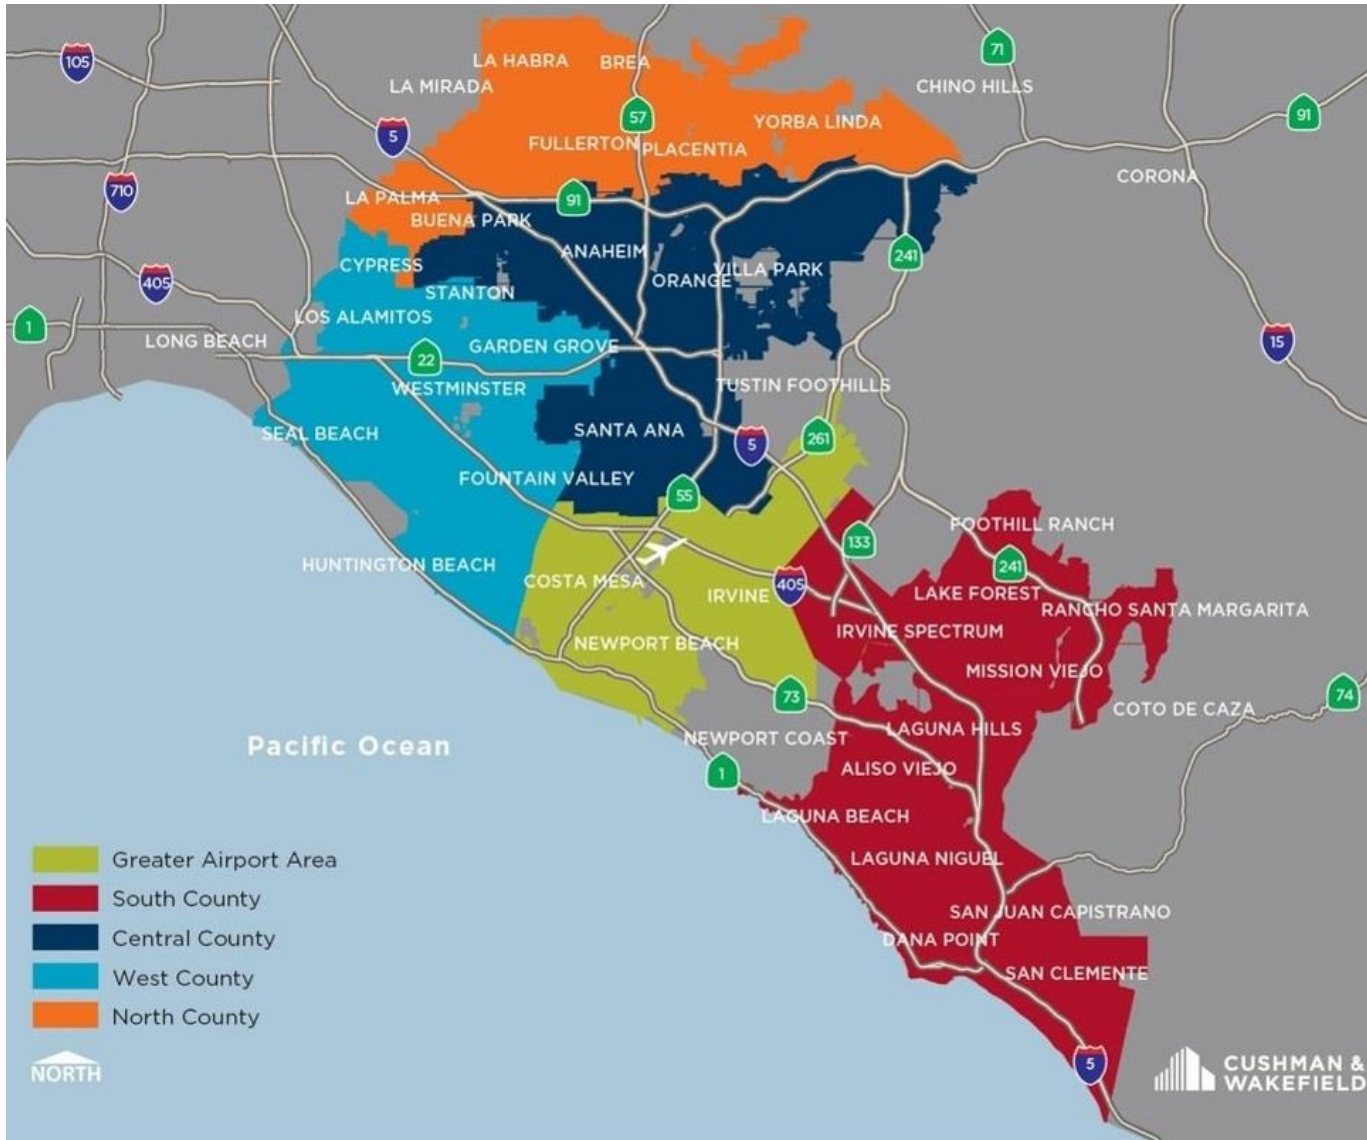 105
LA HABRA
BREA
71
LA MIRADA
CHINO HILLS
57
91
5
YORBA LINDA
FULLERTON
PLACENTIA
710
CORONA
LA PALMA
91
BUENA PARK
ANAHEIM
241
CYPRESS
VILLA PARK
ORANGE
405
STANTON
LOS ALAMITOS
1
LONG BEACH
GARDEN GROVE
15
22
WESTMINSTER
TUSTIN FOOTHILLS
SEAL BEACH
SANTA ANA
261
5
FOUNTAIN VALLEY
55
FOOTHILL RANCH
133
HUNTINGTON BEACH
241
COSTA MESA
405
IRVINE
LAKE FOREST
RANCHO SANTA MARGARITA
IRVINE SPECTRUM
NEWPORT BEACH
MISSION VIEJO
73
74
COTO DE CAZA
LAGUNA HILLS
NEWPORT COAST
Pacific Ocean
ALISO VIEJO
1
LAGUNA BEACH
LAGUNA NIGUEL
SAN JUAN CAPISTRANO
DANA POINT
SAN CLEMENTE
5
Greater Airport Area
South County
Central County
West County
North County
NORTH
CUSHMAN &
WAKEFIELD